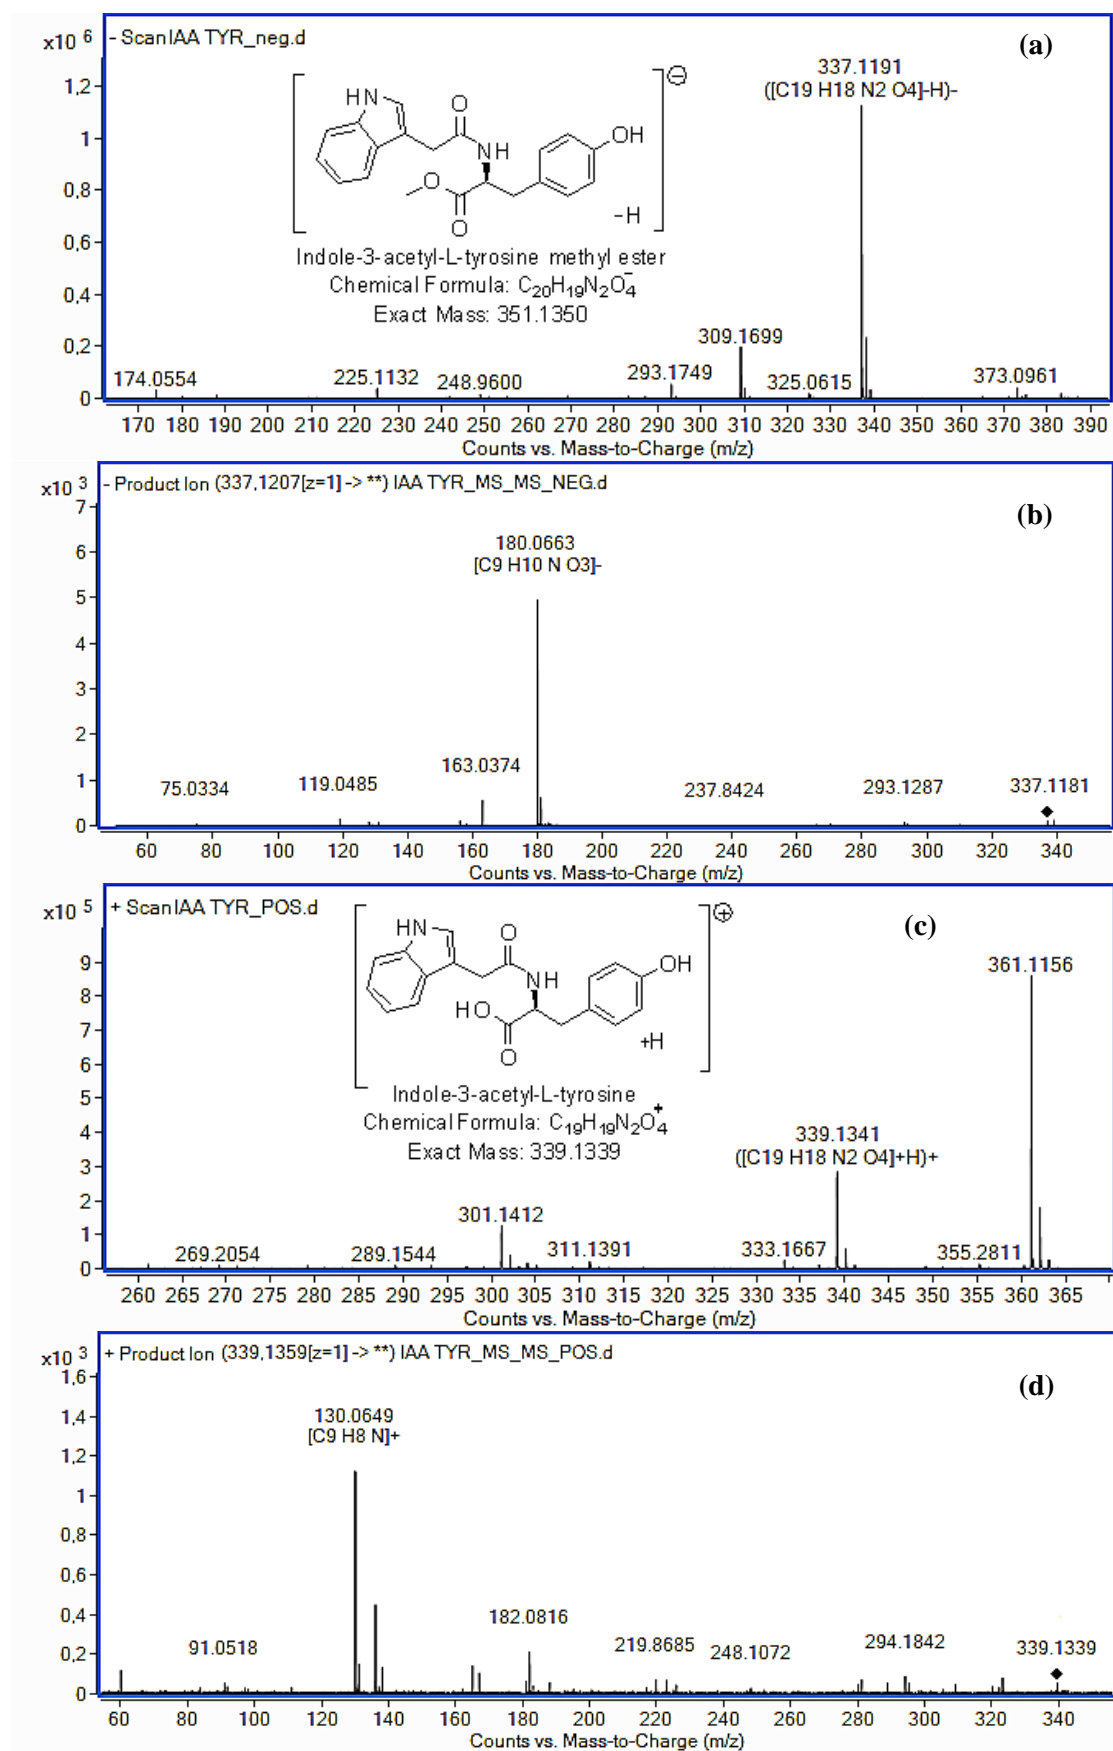 x10 6
- Scan IAA TYR_neg.d
(a)
337.1191
([C19 H18 N2 O4]-H)-
1,2
1
0,8
0,6
0,4
0,2
0
HN
O
N
H
O
O
OH
-H
Indole-3-acetyl-L-tyrosine methyl ester
Chemical Formula: C20H19N2O4-
Exact Mass: 351.1350
174.0554
225.1132
248.9600
293.1749
309.1699
325.0615
373.0961
170 180 190 200 210 220 230 240 250 260 270 280 290 300 310 320 330 340 350 360 370 380 390
Counts vs. Mass-to-Charge (m/z)
x10 3
- Product Ion (337,1207[z=1] -> **) IAA TYR_MS_MS_NEG.d
(b)
7
6
5
4
3
2
1
0
180.0663
[C9 H10 N O3]-
75.0334
119.0485
163.0374
237.8424
293.1287
337.1181
60 80 100 120 140 160 180 200 220 240 260 280 300 320 340
Counts vs. Mass-to-Charge (m/z)
x10 5
+ Scan IAA TYR_POS.d
(c)
9
8
7
6
5
4
3
2
1
0
HN
O
N
H
HO
O
OH
+H
Indole-3-acetyl-L-tyrosine
Chemical Formula: C19H19N2O4+
Exact Mass: 339.1339
361.1156
339.1341
([C19 H18 N2 O4]+H)+
269.2054
289.1544
301.1412
311.1391
333.1667
355.2811
260 265 270 275 280 285 290 295 300 305 310 315 320 325 330 335 340 345 350 355 360 365
Counts vs. Mass-to-Charge (m/z)
x10 3
+ Product Ion (339,1359[z=1] -> **) IAA TYR_MS_MS_POS.d
(d)
1,6
1,4
1,2
1
0,8
0,6
0,4
0,2
0
130.0649
[C9 H8 N]+
91.0518
182.0816
219.8685
248.1072
294.1842
339.1339
60 80 100 120 140 160 180 200 220 240 260 280 300 320 340
Counts vs. Mass-to-Charge (m/z)